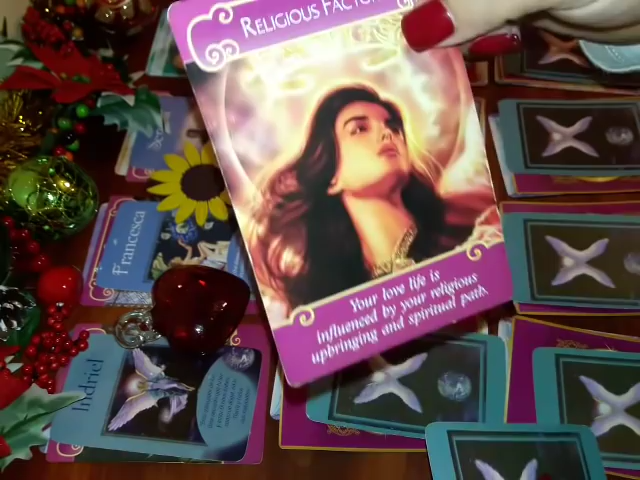 RELIGIOUS FACTOR
Your love life is
influenced by your religious
upbringing and spiritual path.
Francesca
Indriel